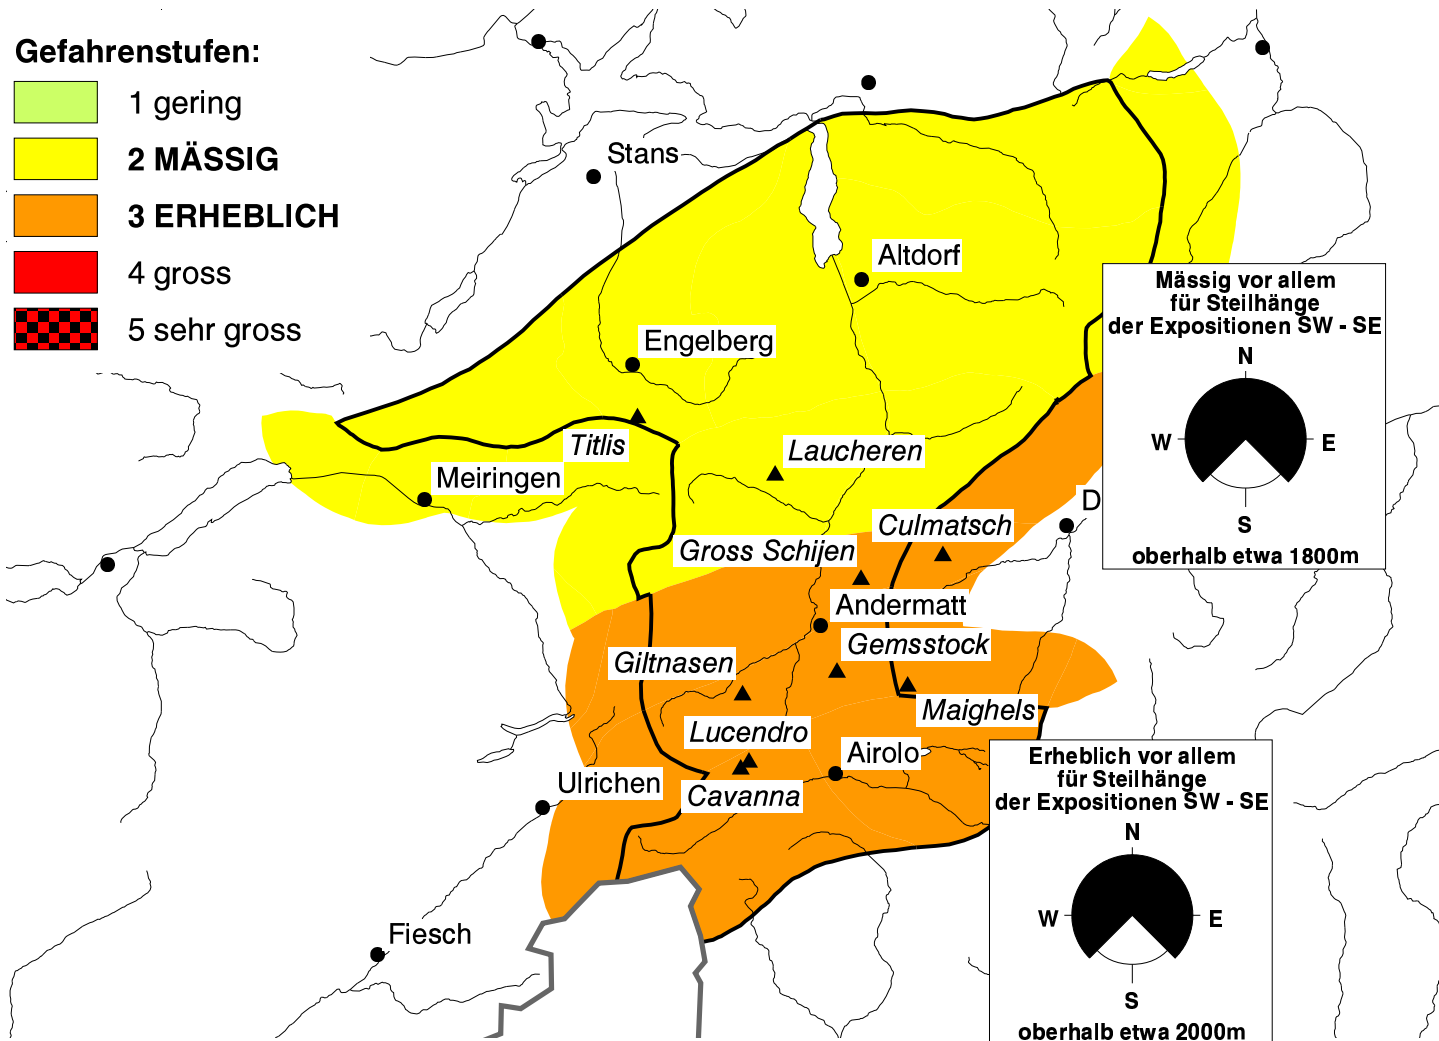 Gefahrenstufen:
1 gering
2 MÄSSIG
3 ERHEBLICH
4 gross
5 sehr gross
Stans
Altdorf
Engelberg
Titlis
Laucheren
Meiringen
D
Culmatsch
Gross Schijen
Andermatt
Gemsstock
Giltnasen
Maighels
Lucendro
Airolo
Ulrichen
Cavanna
Fiesch
Mässig vor allem
für Steilhänge
der Expositionen SW - SE
N
W E
S
oberhalb etwa 1800m
Erheblich vor allem
für Steilhänge
der Expositionen SW - SE
N
W E
S
oberhalb etwa 2000m